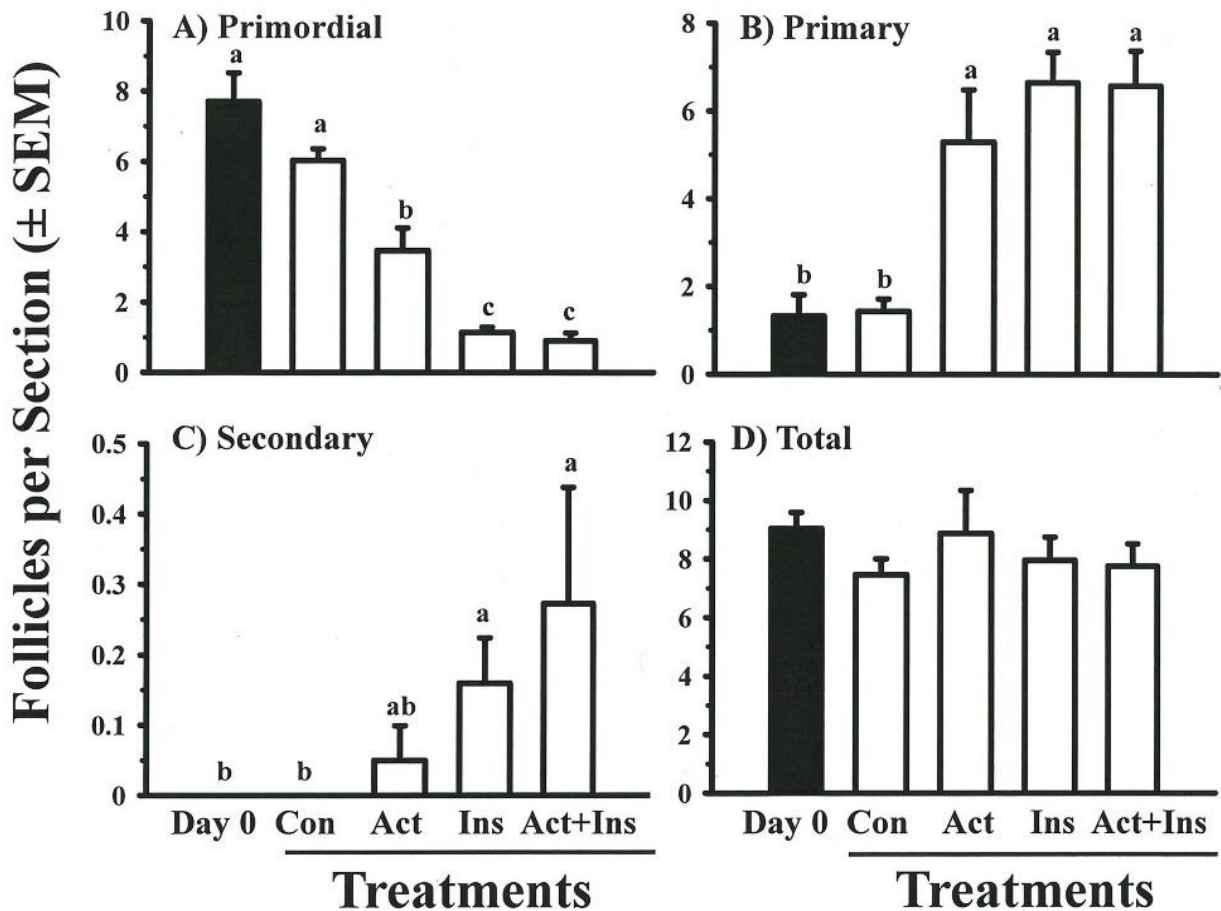 Follicles per Section (± SEM)
A) Primordial
10
8
6
4
2
0
a
a
b
c
c
B) Primary
8
6
4
2
0
b
b
a
a
a
C) Secondary
0.5
0.4
0.3
0.2
0.1
0
b
b
ab
a
a
Day 0 Con Act Ins Act+Ins
Treatments
D) Total
12
10
8
6
4
2
0
Day 0 Con Act Ins Act+Ins
Treatments